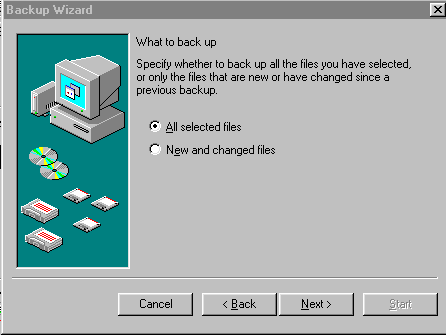 Backup Wizard
What to back up
Specify whether to back up all the files you have selected,
or only the files that are new or have changed since a
previous backup.
All selected files
New and changed files
Cancel
< Back
Next >
Start